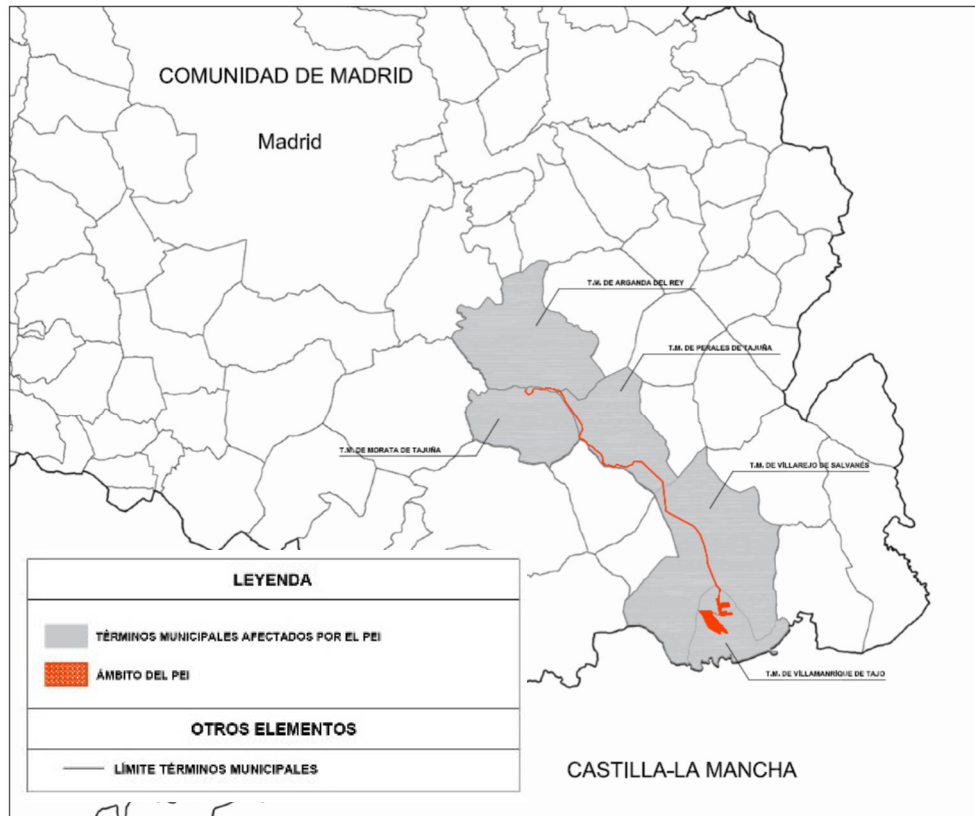 COMUNIDAD DE MADRID
Madrid
T.M. DE ARGANDA DEL REY
T.M. DE PERALES DE TAJUÑA
T.M. DE MORATA DE TAJUÑA
T.M. DE VILLAREJO DE SALVANÉS
T.M. DE VILLAMANRIQUE DE TAJO
LEYENDA
TÉRMINOS MUNICIPALES AFECTADOS POR EL PEI
ÁMBITO DEL PEI
OTROS ELEMENTOS
LÍMITE TÉRMINOS MUNICIPALES
CASTILLA-LA MANCHA